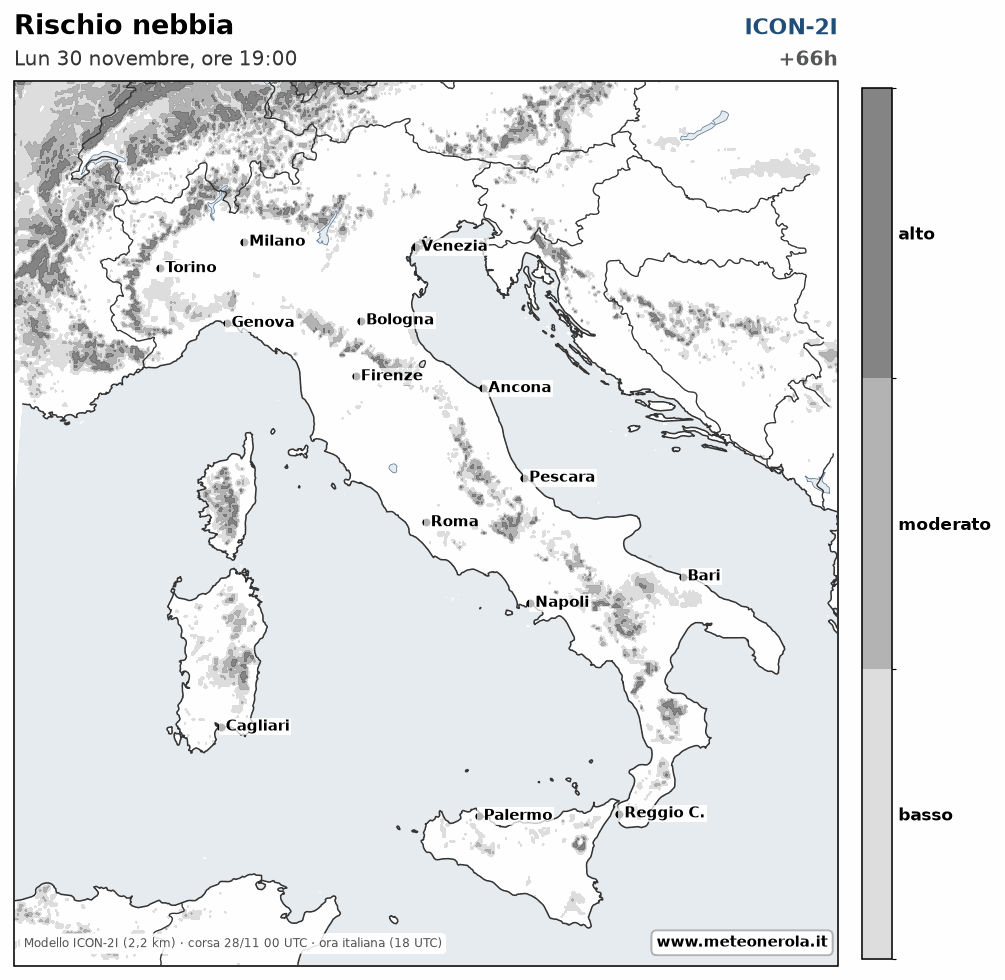 Rischio nebbia
ICON-2I
Lun 30 novembre, ore 19:00
+66h
alto
Milano
Venezia
Torino
Genova
Bologna
Firenze
Ancona
Pescara
Roma
moderato
Bari
Napoli
Cagliari
Palermo
Reggio C.
basso
Modello ICON-2I (2,2 km) · corsa 28/11 00 UTC · ora italiana (18 UTC)
www.meteonerola.it